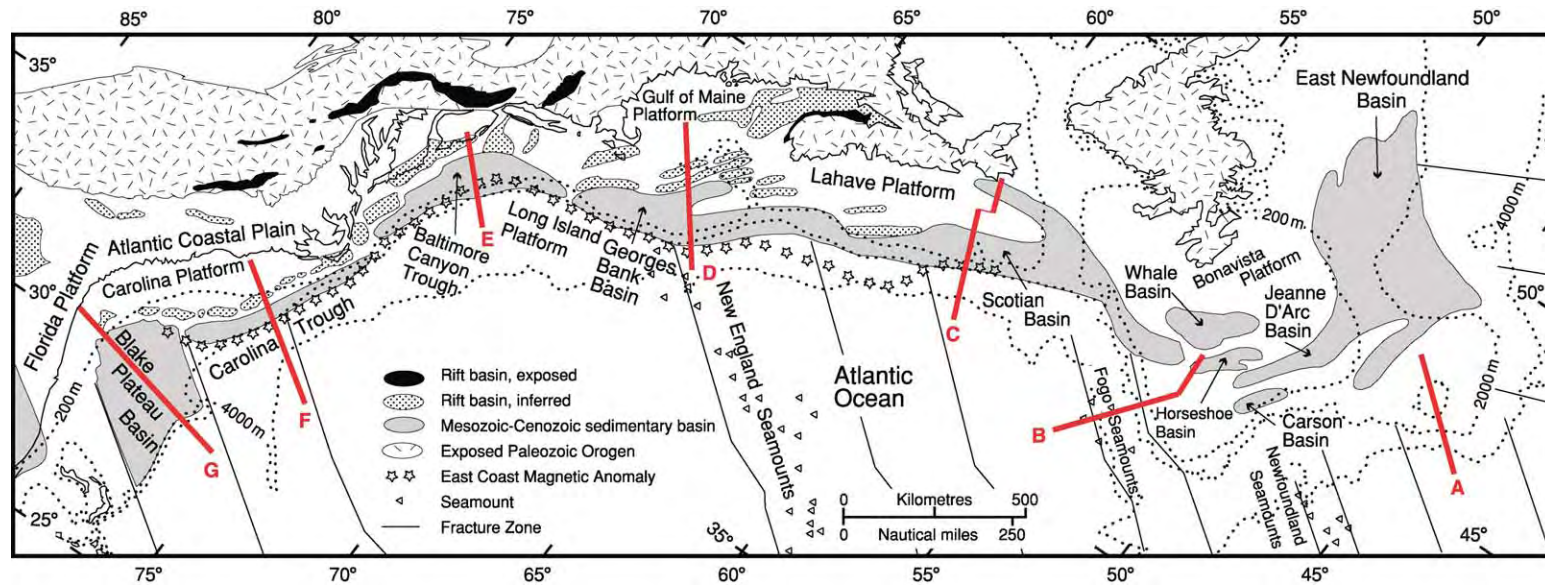 85°
80°
75°
70°
65°
60°
55°
50°
35°
30°
25°
East Newfoundland
Basin
Gulf of Maine
Platform
Lahave Platform
200 m.
4000 m
Atlantic Coastal Plain
Carolina Platform
Florida Platform
E
Baltimore
Canyon
Trough
Long Island
Platform
Georges
Bank
Basin
D
Whale
Basin
Bonavista
Platform
Jeanne
D'Arc
Basin
50°
Scotian
Basin
C
Carolina
Trough
Blake
Plateau
Basin
200 m
4000 m
F
G
New England
Seamounts
Atlantic
Ocean
Fogo
Seamounts
B
Horseshoe
Basin
Carson
Basin
Newfoundland
Seamdunts
2000 m
A
Rift basin, exposed
Rift basin, inferred
Mesozoic-Cenozoic sedimentary basin
Exposed Paleozoic Orogen
East Coast Magnetic Anomaly
Seamount
Fracture Zone
0 Kilometres 500
0 Nautical miles 250
35°
45°
75°
70°
65°
60°
55°
50°
45°